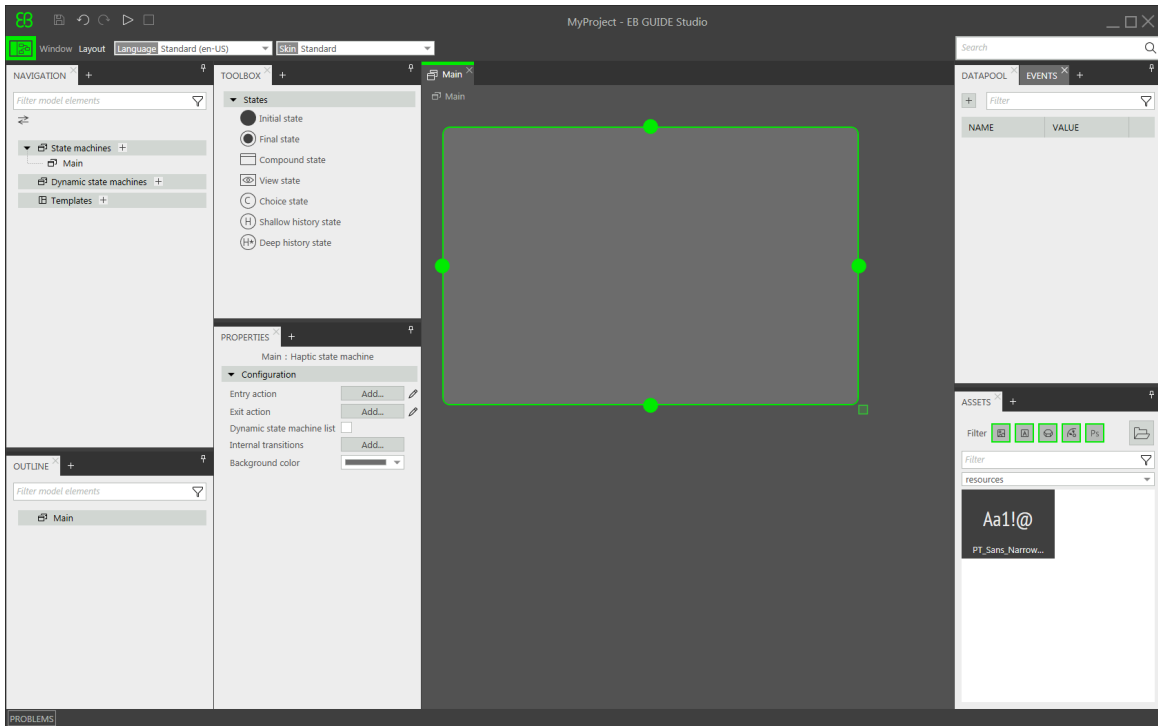 EB
MyProject - EB GUIDE Studio
Window Layout Language Standard (en-US) Skin Standard
Search
NAVIGATION
Filter model elements
State machines
Main
Dynamic state machines
Templates
OUTLINE
Filter model elements
Main
TOOLBOX
States
Initial state
Final state
Compound state
View state
C Choice state
H Shallow history state
H* Deep history state
PROPERTIES
Main : Haptic state machine
Configuration
Entry action Add...
Exit action Add...
Dynamic state machine list
Internal transitions Add...
Background color
Main
Main
DATAPOOL EVENTS
Filter
NAME VALUE
ASSETS
Filter A Ps
Filter
resources
Aa1!@
PT_Sans_Narrow...
PROBLEMS